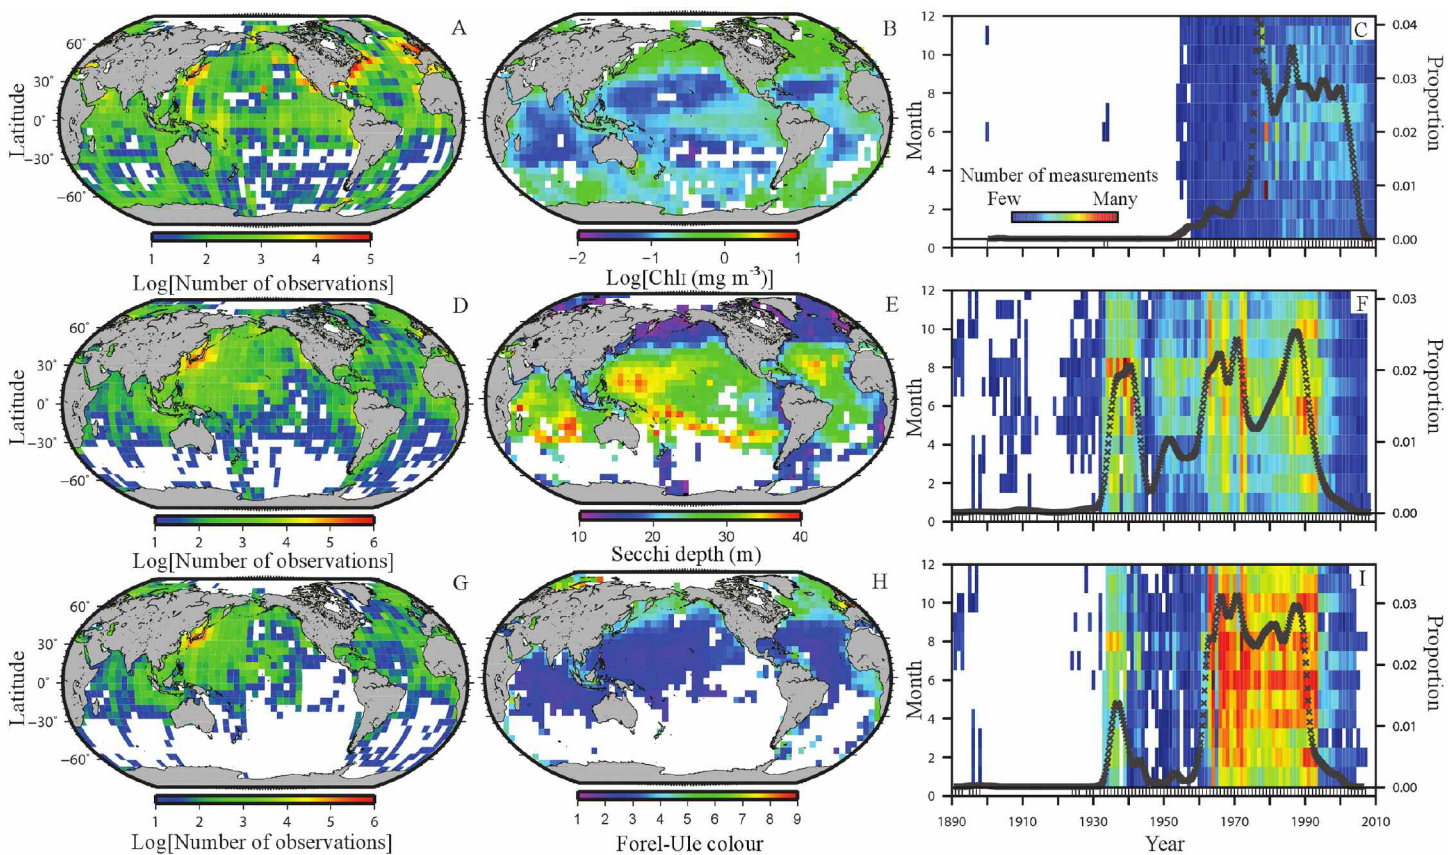 A
60°
30°
0°
−30°
−60°
Latitude
1 2 3 4 5
Log[Number of observations]
B
−2 −1 0 1
Log[ChlI (mg m-3)]
C
12
10
8
6
4
2
0
Month
Number of measurements
Few Many
0.04
0.03
0.02
0.01
0.00
Proportion
D
60°
30°
0°
−30°
−60°
Latitude
1 2 3 4 5 6
Log[Number of observations]
E
10 20 30 40
Secchi depth (m)
F
12
10
8
6
4
2
0
Month
0.03
0.02
0.01
0.00
Proportion
G
60°
30°
0°
−30°
−60°
Latitude
1 2 3 4 5 6
Log[Number of observations]
H
1 2 3 4 5 6 7 8 9
Forel-Ule colour
I
12
10
8
6
4
2
0
Month
0.03
0.02
0.01
0.00
Proportion
1890 1910 1930 1950 1970 1990 2010
Year